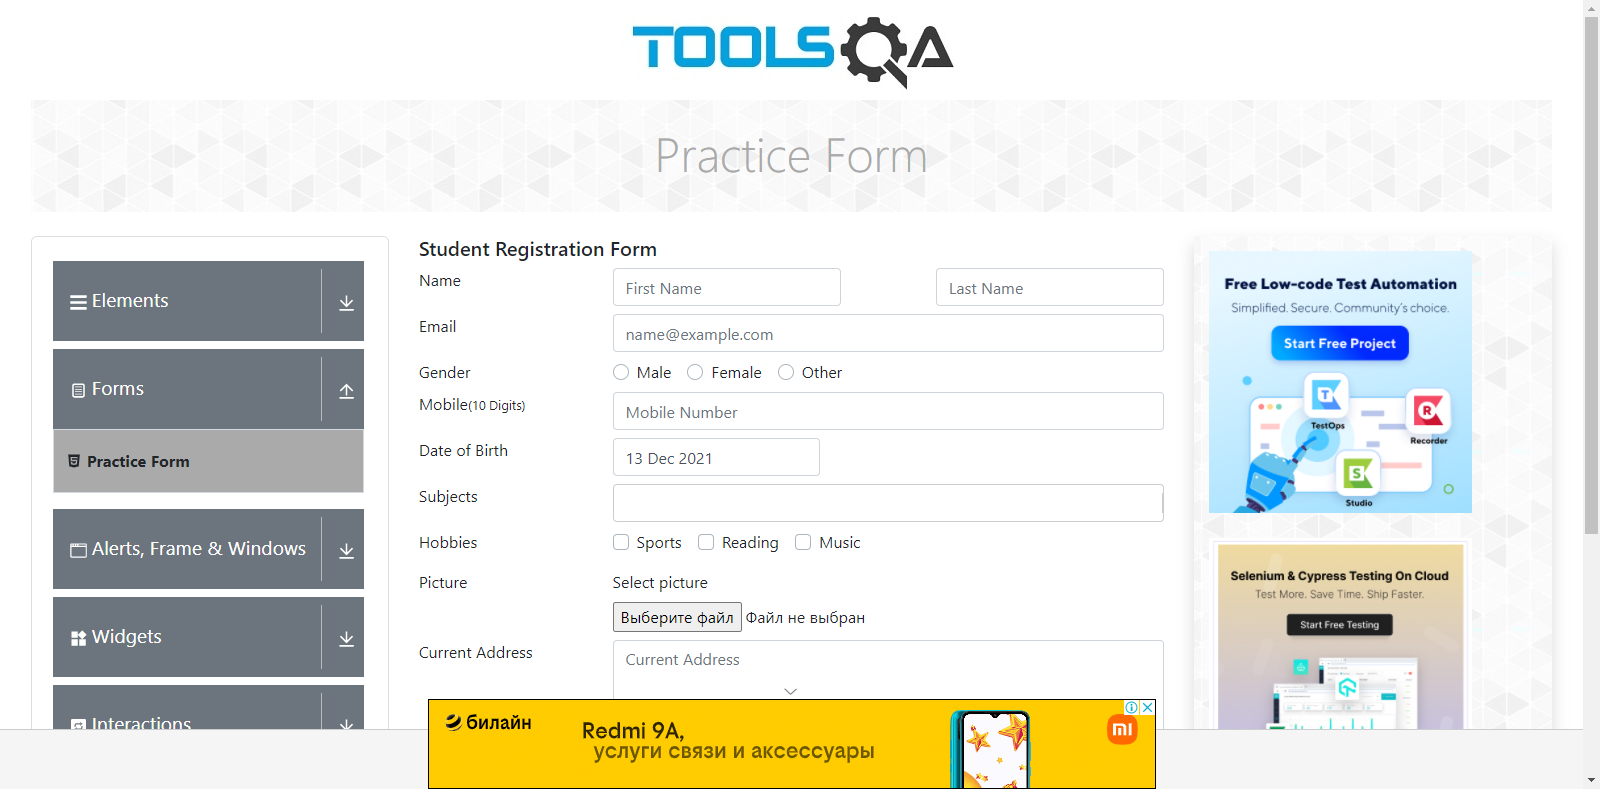 TOOLSQA
Practice Form
Elements
Forms
Practice Form
Alerts, Frame & Windows
Widgets
Interactions
Student Registration Form
Name
First Name
Last Name
Email
name@example.com
Gender
Male
Female
Other
Mobile(10 Digits)
Mobile Number
Date of Birth
13 Dec 2021
Subjects
Hobbies
Sports
Reading
Music
Picture
Select picture
Выберите файл
Файл не выбран
Current Address
Current Address
Free Low-code Test Automation
Simplified. Secure. Community's choice.
Start Free Project
TestOps
Recorder
Studio
Selenium & Cypress Testing On Cloud
Test More. Save Time. Ship Faster.
Start Free Testing
билайн
Redmi 9A,
услуги связи и аксессуары